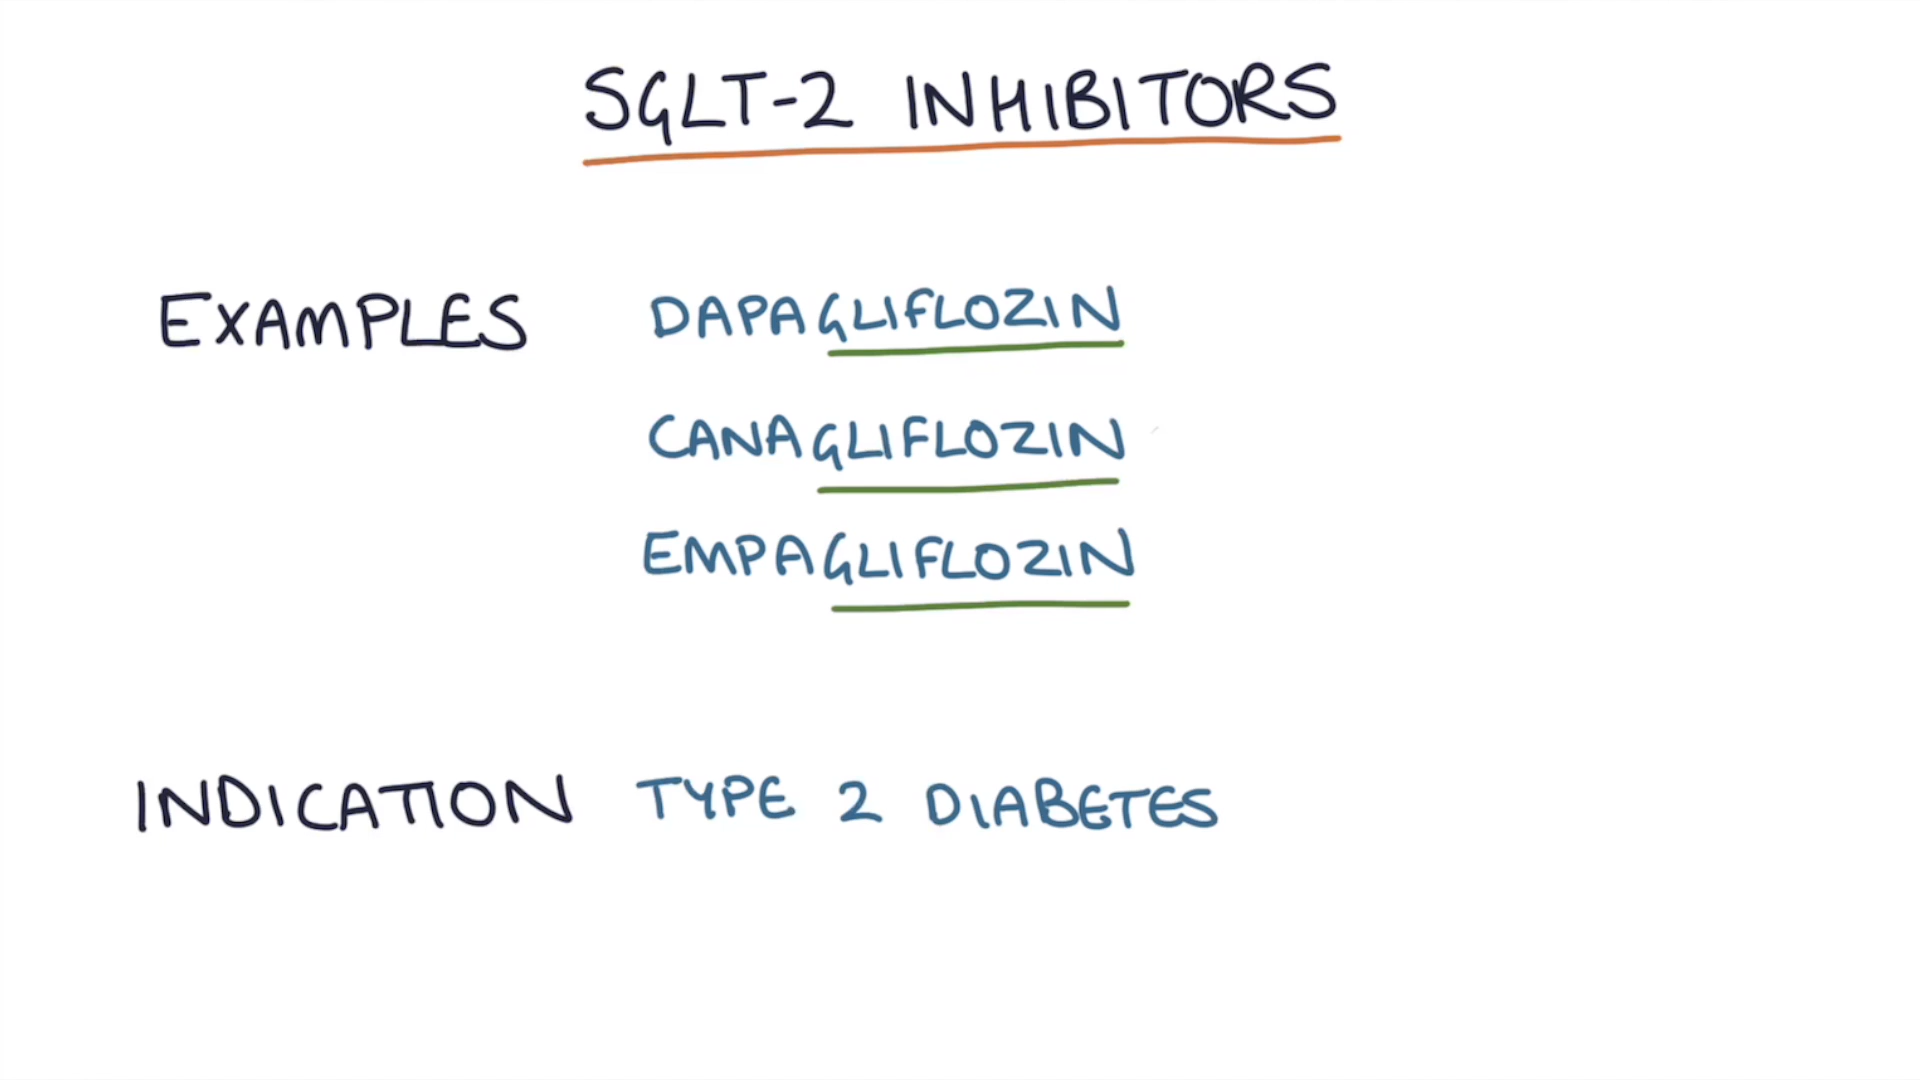 SGLT-2 INHIBITORS
EXAMPLES DAPAGLIFLOZIN
CANAGLIFLOZIN
EMPAGLIFLOZIN
INDICATION TYPE 2 DIABETES